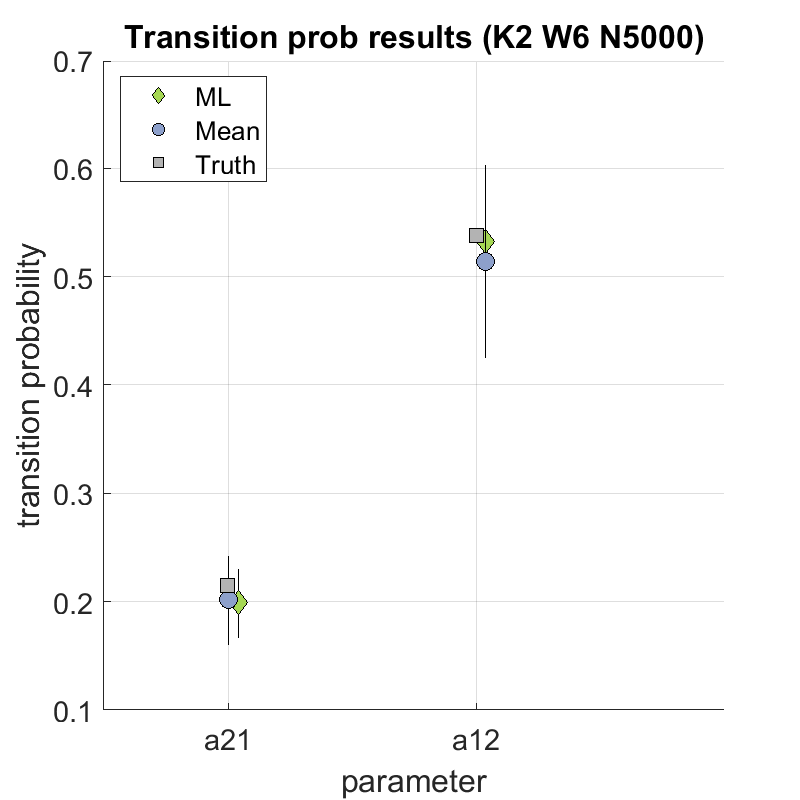 Transition prob results (K2 W6 N5000)
0.7
ML
Mean
Truth
0.6
0.5
0.4
0.3
0.2
0.1
transition probability
a21
a12
parameter